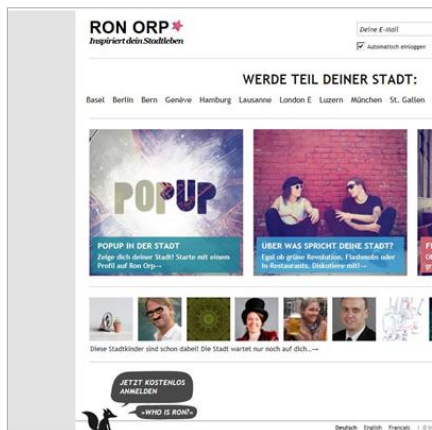 RON ORP
Inspiriert dein Stadtleben
Deine E-Mail
Automatisch einloggen
WERDE TEIL DEINER STADT:
Basel Berlin Bern Genève Hamburg Lausanne London E Luzern München St. Gallen
POPUP
POPUP IN DER STADT
Zeige dich deiner Stadt! Starte mit einem
Profil auf Ron Orp→
ÜBER WAS SPRICHT DEINE STADT?
Egal ob grüne Revolution, Flashmobs oder
In Restaurants. Diskutiere mit!→
Diese Stadtkinder sind schon dabei! Die Stadt wartet nur noch auf dich...→
JETZT KOSTENLOS
ANMELDEN
»WHO IS RON?«
Deutsch English Français